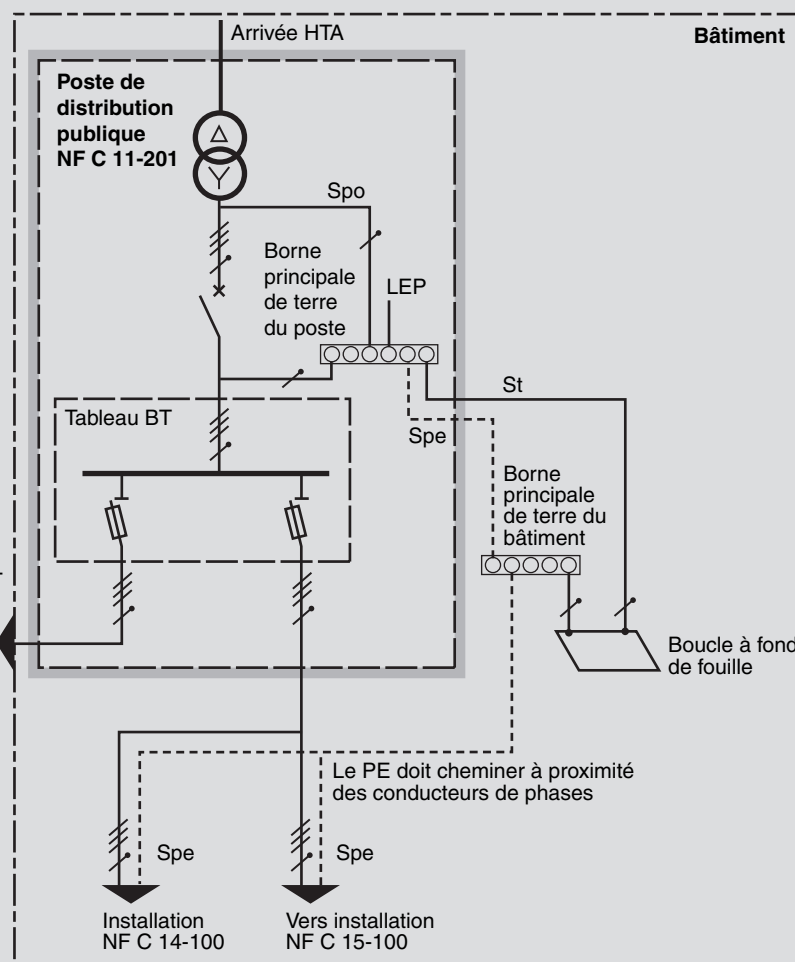 Arrivée HTA
Bâtiment
Poste de
distribution
publique
NF C 11-201
Spo
Borne
principale
de terre
du poste
LEP
St
Tableau BT
Spe
Borne
principale
de terre du
bâtiment
Boucle à fond
de fouille
Le PE doit cheminer à proximité
des conducteurs de phases
Spe
Spe
Installation
NF C 14-100
Vers installation
NF C 15-100